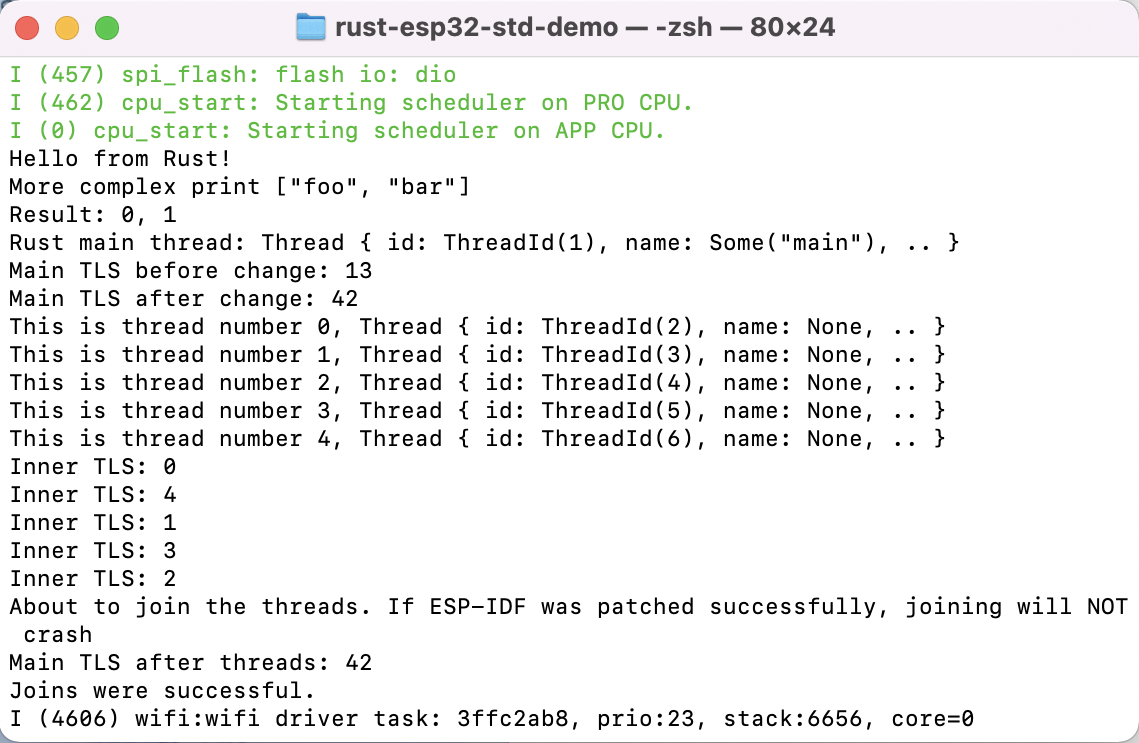 rust-esp32-std-demo — -zsh — 80×24
I (457) spi_flash: flash io: dio
I (462) cpu_start: Starting scheduler on PRO CPU.
I (0) cpu_start: Starting scheduler on APP CPU.
Hello from Rust!
More complex print ["foo", "bar"]
Result: 0, 1
Rust main thread: Thread { id: ThreadId(1), name: Some("main"), .. }
Main TLS before change: 13
Main TLS after change: 42
This is thread number 0, Thread { id: ThreadId(2), name: None, .. }
This is thread number 1, Thread { id: ThreadId(3), name: None, .. }
This is thread number 2, Thread { id: ThreadId(4), name: None, .. }
This is thread number 3, Thread { id: ThreadId(5), name: None, .. }
This is thread number 4, Thread { id: ThreadId(6), name: None, .. }
Inner TLS: 0
Inner TLS: 4
Inner TLS: 1
Inner TLS: 3
Inner TLS: 2
About to join the threads. If ESP-IDF was patched successfully, joining will NOT
 crash
Main TLS after threads: 42
Joins were successful.
I (4606) wifi:wifi driver task: 3ffc2ab8, prio:23, stack:6656, core=0